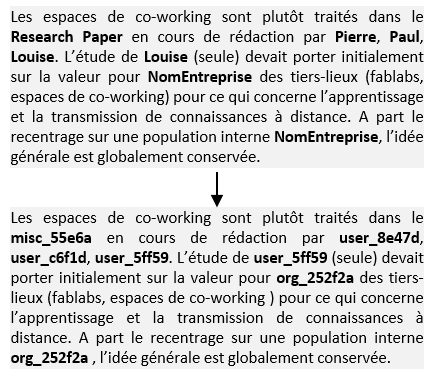 Les espaces de co-working sont plutôt traités dans le
Research Paper en cours de rédaction par Pierre, Paul,
Louise. L’étude de Louise (seule) devait porter initialement
sur la valeur pour NomEntreprise des tiers-lieux (fablabs,
espaces de co-working) pour ce qui concerne l’apprentissage
et la transmission de connaissances à distance. A part le
recentrage sur une population interne NomEntreprise, l’idée
générale est globalement conservée.
Les espaces de co-working sont plutôt traités dans le
misc_55e6a en cours de rédaction par user_8e47d,
user_c6f1d, user_5ff59. L’étude de user_5ff59 (seule) devait
porter initialement sur la valeur pour org_252f2a des tiers-
lieux (fablabs, espaces de co-working ) pour ce qui concerne
l’apprentissage et la transmission de connaissances à
distance. A part le recentrage sur une population interne
org_252f2a , l’idée générale est globalement conservée.